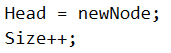 Head = newNode;
Size++;